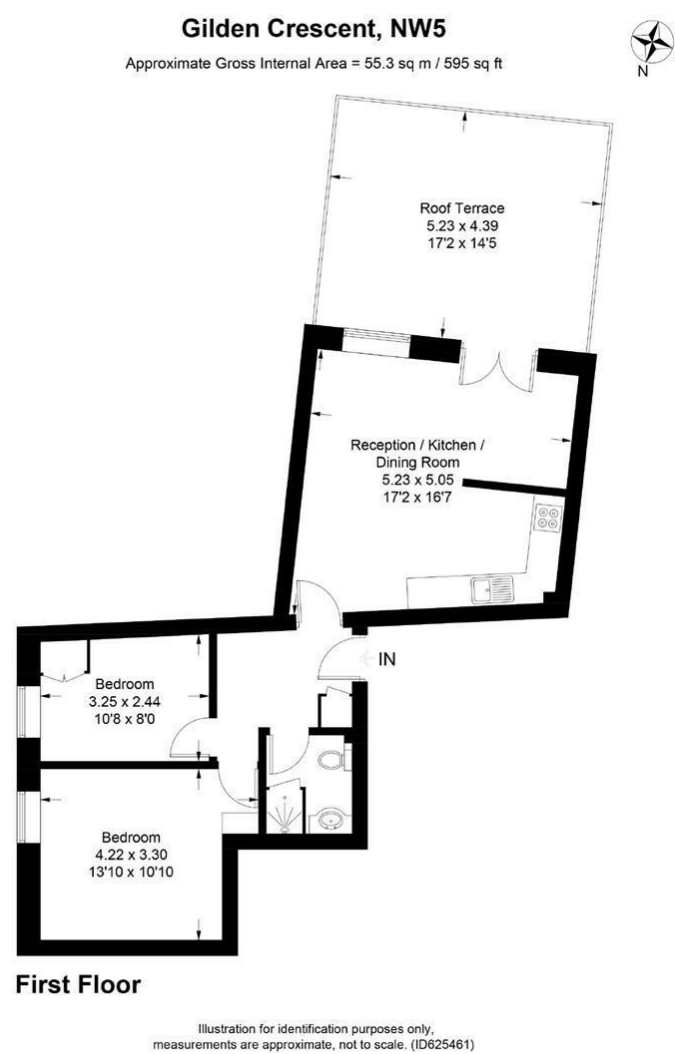 Gilden Crescent, NW5
Approximate Gross Internal Area = 55.3 sq m / 595 sq ft
N
Roof Terrace
5.23 x 4.39
17'2 x 14'5
Reception / Kitchen /
Dining Room
5.23 x 5.05
17'2 x 16'7
IN
Bedroom
3.25 x 2.44
10'8 x 8'0
Bedroom
4.22 x 3.30
13'10 x 10'10
First Floor
Illustration for identification purposes only,
measurements are approximate, not to scale. (ID625461)